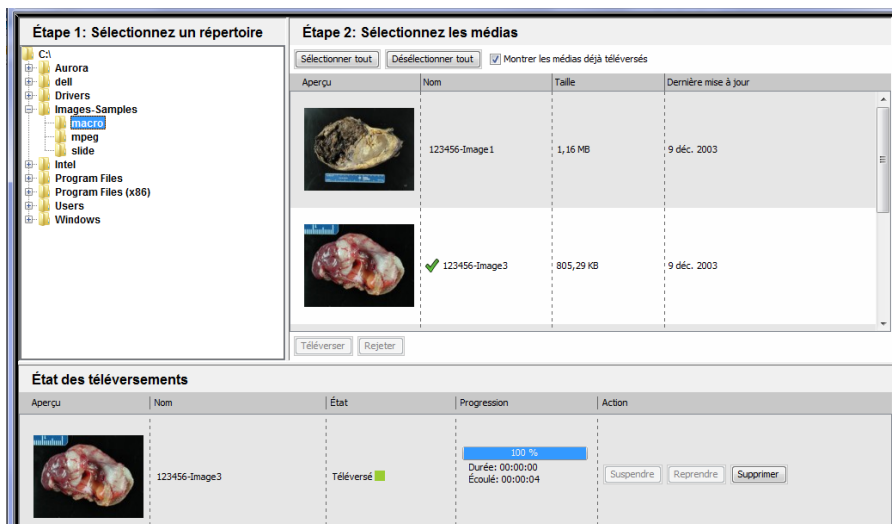 Étape 1: Sélectionnez un répertoire
C:\
Aurora
dell
Drivers
Images-Samples
macro
mpeg
slide
Intel
Program Files
Program Files (x86)
Users
Windows
Étape 2: Sélectionnez les médias
Sélectionner tout Désélectionner tout Montrer les médias déjà téléversés
Aperçu Nom Taille Dernière mise à jour
123456-Image1 1,16 MB 9 déc. 2003
123456-Image3 805,29 KB 9 déc. 2003
Téléverser Rejeter
État des téléversements
Aperçu Nom État Progression Action
100 %
123456-Image3 Téléversé Durée: 00:00:00 Suspendre Reprendre Supprimer
Écoulé: 00:00:04